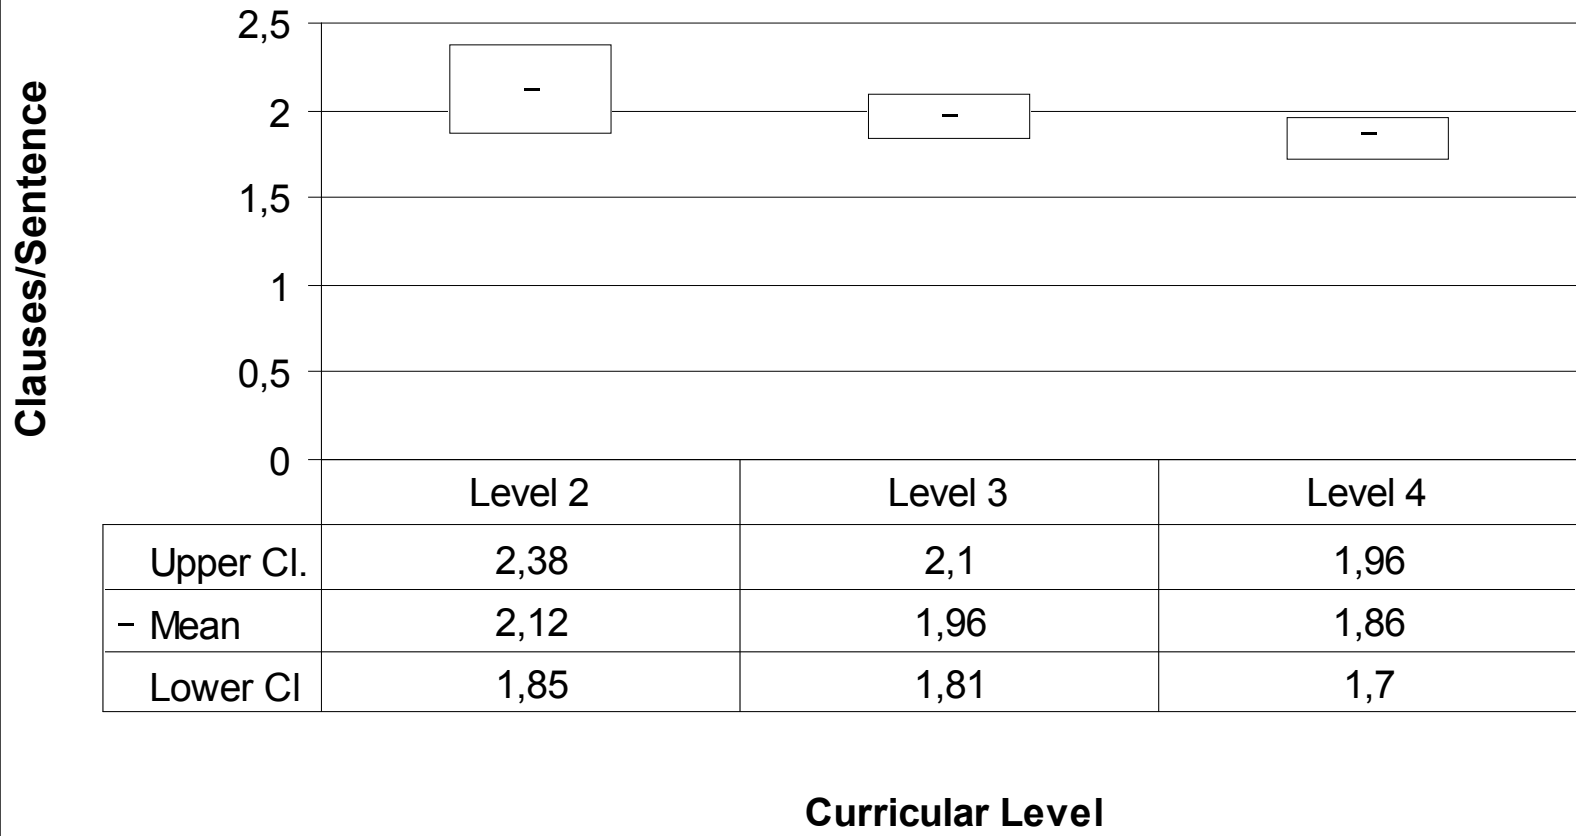 Clauses/Sentence
2,5
2
1,5
1
0,5
0
Level 2 Level 3 Level 4
Upper CI. 2,38 2,1 1,96
– Mean 2,12 1,96 1,86
Lower CI 1,85 1,81 1,7
Curricular Level